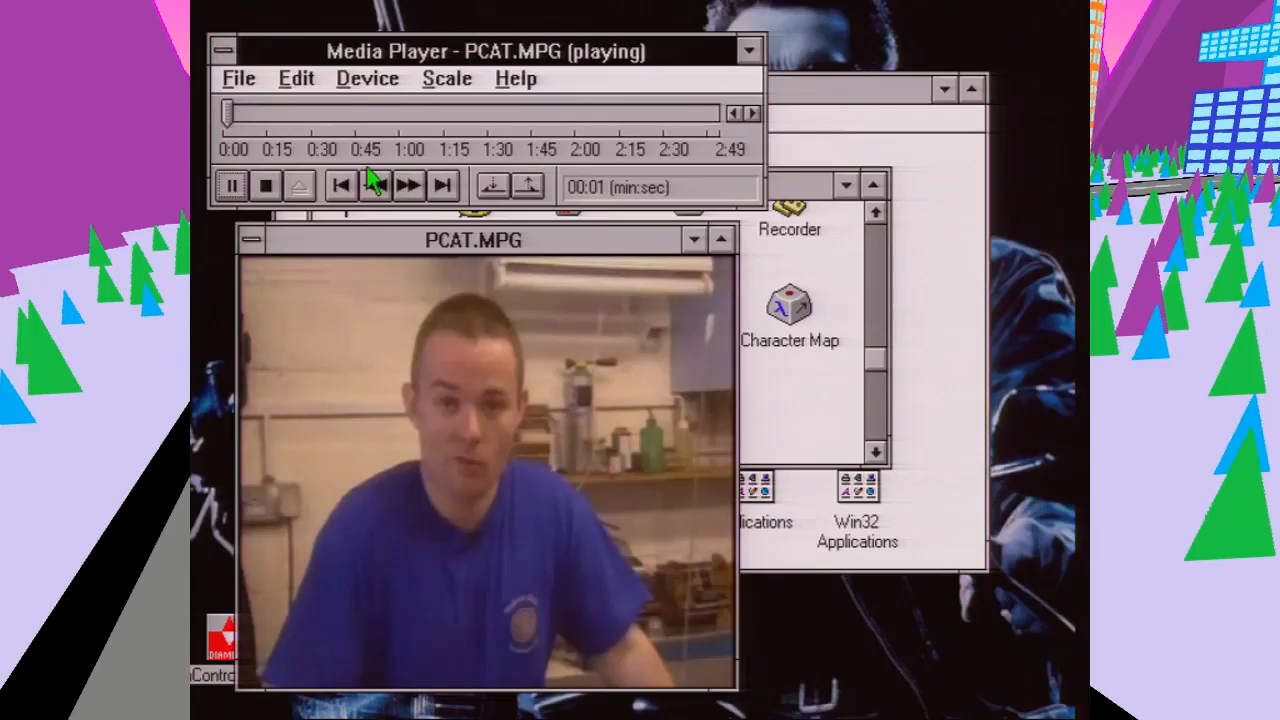 Media Player - PCAT.MPG (playing)
File Edit Device Scale Help
0:00 0:15 0:30 0:45 1:00 1:15 1:30 1:45 2:00 2:15 2:30 2:49
00:01 (min:sec)
PCAT.MPG
Recorder
λ
Character Map
lications
Win32
Applications
DIAM
Contro